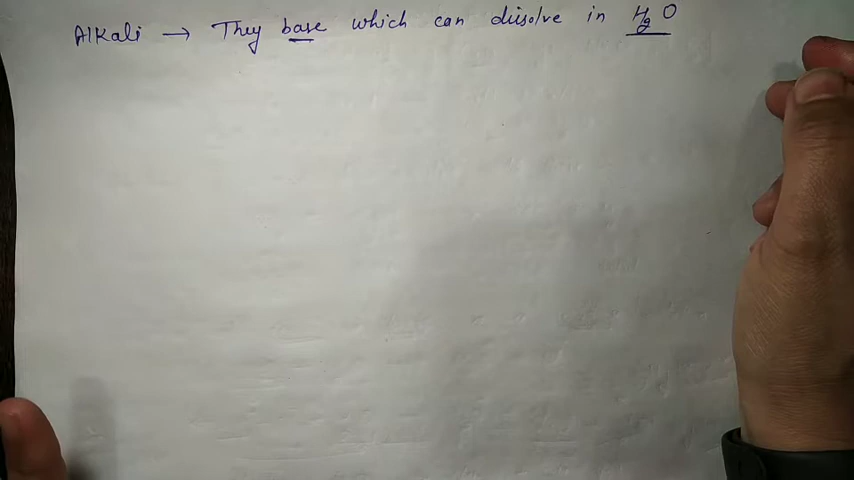 Alkali → They base which can dissolve in H₂O